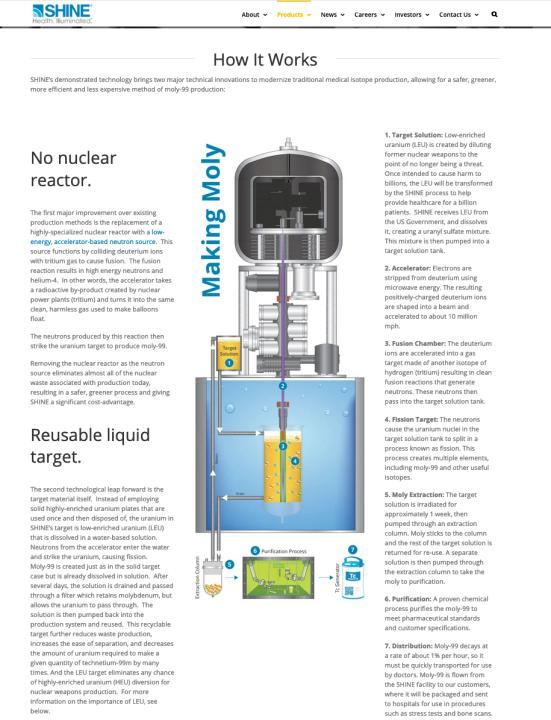 SHINE
Health. Illuminated.
About
Products
News
Careers
Investors
Contact Us
How It Works
SHINE's demonstrated technology brings two major technical innovations to modernize traditional medical isotope production, allowing for a safer, greener,
more efficient and less expensive method of moly-99 production:
No nuclear
reactor.
The first major improvement over existing
production methods is the replacement of a
highly-specialized nuclear reactor with a low-
energy, accelerator-based neutron source. This
source functions by colliding deuterium ions
with tritium gas to cause fusion. The fusion
reaction results in high energy neutrons and
helium-4. In other words, the accelerator takes
a radioactive by-product created by nuclear
power plants (tritium) and turns it into the same
clean, harmless gas used to make balloons
float.
The neutrons produced by this reaction then
strike the uranium target to produce moly-99.
Removing the nuclear reactor as the neutron
source eliminates almost all of the nuclear
waste associated with production today,
resulting in a safer, greener process and giving
SHINE a significant cost-advantage.
Reusable liquid
target.
The second technological leap forward is the
target material itself. Instead of employing
solid highly-enriched uranium plates that are
used once and then disposed of, the uranium in
SHINE's target is low-enriched uranium (LEU)
that is dissolved in a water-based solution.
Neutrons from the accelerator enter the water
and strike the uranium, causing fission.
Moly-99 is created just as in the solid target
case but is already dissolved in solution. After
several days, the solution is drained and passed
through a filter which retains molybdenum, but
allows the uranium to pass through. The
solution is then pumped back into the
production system and reused. This recyclable
target further reduces waste production,
increases the ease of separation, and decreases
the amount of uranium required to make a
given quantity of technetium-99m by many
times. And the LEU target eliminates any chance
of highly-enriched uranium (HEU) diversion for
nuclear weapons production. For more
information on the importance of LEU, see
below.
Making Moly
Target
Solution
1
2
3
4
5
6 Purification Process
7
Extraction Column
Tc Generator
Tc
1. Target Solution: Low-enriched
uranium (LEU) is created by diluting
former nuclear weapons to the
point of no longer being a threat.
Once intended to cause harm to
billions, the LEU will be transformed
by the SHINE process to help
provide healthcare for a billion
patients. SHINE receives LEU from
the US Government, and dissolves
it, creating a uranyl sulfate mixture.
This mixture is then pumped into a
target solution tank.
2. Accelerator: Electrons are
stripped from deuterium using
microwave energy. The resulting
positively-charged deuterium ions
are shaped into a beam and
accelerated to about 10 million
mph.
3. Fusion Chamber: The deuterium
ions are accelerated into a gas
target made of another isotope of
hydrogen (tritium) resulting in clean
fusion reactions that generate
neutrons. These neutrons then
pass into the target solution tank.
4. Fission Target: The neutrons
cause the uranium nuclei in the
target solution tank to split in a
process known as fission. This
process creates multiple elements,
including moly-99 and other useful
isotopes.
5. Moly Extraction: The target
solution is irradiated for
approximately 1 week, then
pumped through an extraction
column. Moly sticks to the column
and the rest of the target solution is
returned for re-use. A separate
solution is then pumped through
the extraction column to take the
moly to purification.
6. Purification: A proven chemical
process purifies the moly-99 to
meet pharmaceutical standards
and customer specifications.
7. Distribution: Moly-99 decays at
a rate of about 1% per hour, so it
must be quickly transported for use
by doctors. Moly-99 is flown from
the SHINE facility to our customers,
where it will be packaged and sent
to hospitals for use in procedures
such as stress tests and bone scans.